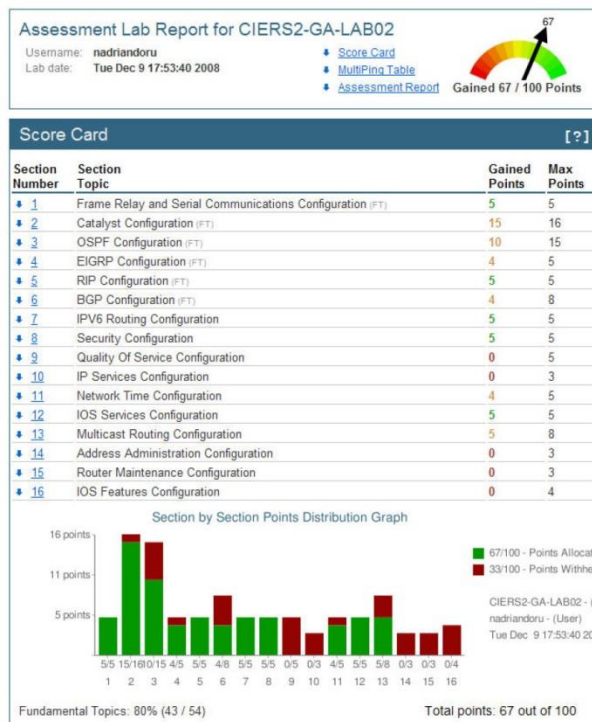 Assessment Lab Report for CIERS2-GA-LAB02
Username: nadriandoru
Lab date: Tue Dec 9 17:53:40 2008
Score Card
MultiPing Table
Assessment Report
67
Gained 67 / 100 Points
Score Card [?]
Section Number Section Topic Gained Points Max Points
1 Frame Relay and Serial Communications Configuration (FT) 5 5
2 Catalyst Configuration (FT) 15 16
3 OSPF Configuration (FT) 10 15
4 EIGRP Configuration (FT) 4 5
5 RIP Configuration (FT) 5 5
6 BGP Configuration (FT) 4 8
7 IPV6 Routing Configuration 5 5
8 Security Configuration 5 5
9 Quality Of Service Configuration 0 5
10 IP Services Configuration 0 3
11 Network Time Configuration 4 5
12 IOS Services Configuration 5 5
13 Multicast Routing Configuration 5 8
14 Address Administration Configuration 0 3
15 Router Maintenance Configuration 0 3
16 IOS Features Configuration 0 4
Section by Section Points Distribution Graph
16 points
11 points
5 points
67/100 - Points Allocat
33/100 - Points Withhe
CIERS2-GA-LAB02 - (
nadriandoru - (User)
Tue Dec 9 17:53:40 20
5/5 15/16 10/15 4/5 5/5 4/8 5/5 5/5 0/5 0/3 4/5 5/5 5/8 0/3 0/3 0/4
1 2 3 4 5 6 7 8 9 10 11 12 13 14 15 16
Fundamental Topics: 80% (43 / 54)
Total points: 67 out of 100